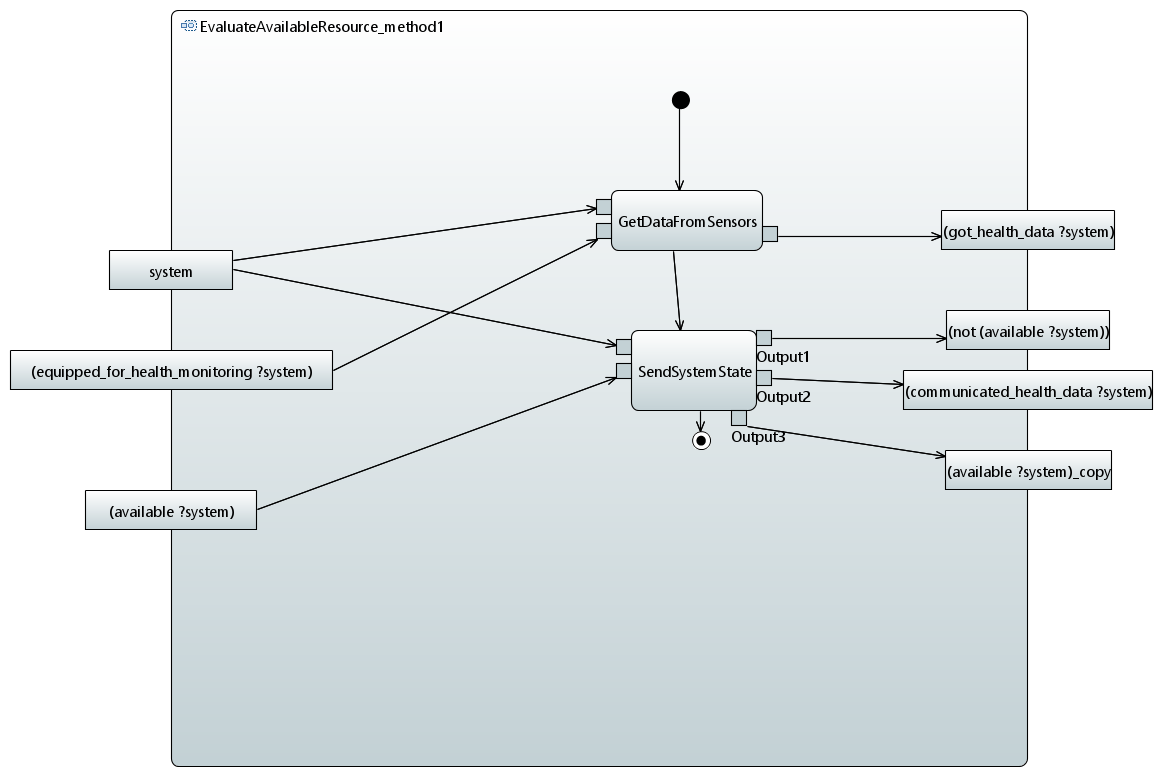 EvaluateAvailableResource_method1
GetDataFromSensors
(got_health_data ?system)
system
(not (available ?system))
Output1
(equipped_for_health_monitoring ?system)
SendSystemState
(communicated_health_data ?system)
Output2
Output3
(available ?system)_copy
(available ?system)